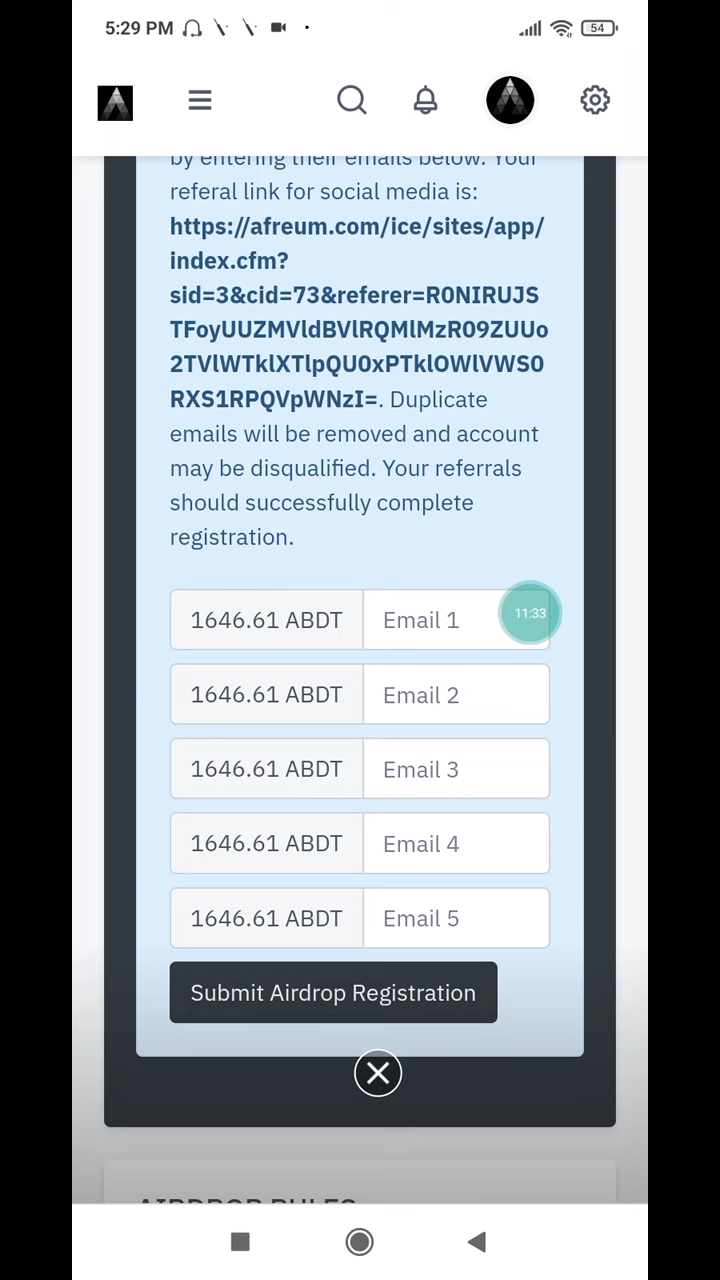 5:29 PM
54
by entering their emails below. Your
referal link for social media is:
https://afreum.com/ice/sites/app/
index.cfm?
sid=3&cid=73&referer=R0NIRUJS
TFoyUUZMVldBVlRQMlMzR09ZUUo
2TVlWTklXTlpQU0xPTklOWlVWS0
RXS1RPQVpWNzI=. Duplicate
emails will be removed and account
may be disqualified. Your referrals
should successfully complete
registration.
1646.61 ABDT Email 1
11:33
1646.61 ABDT Email 2
1646.61 ABDT Email 3
1646.61 ABDT Email 4
1646.61 ABDT Email 5
Submit Airdrop Registration
AIRDROP RULES